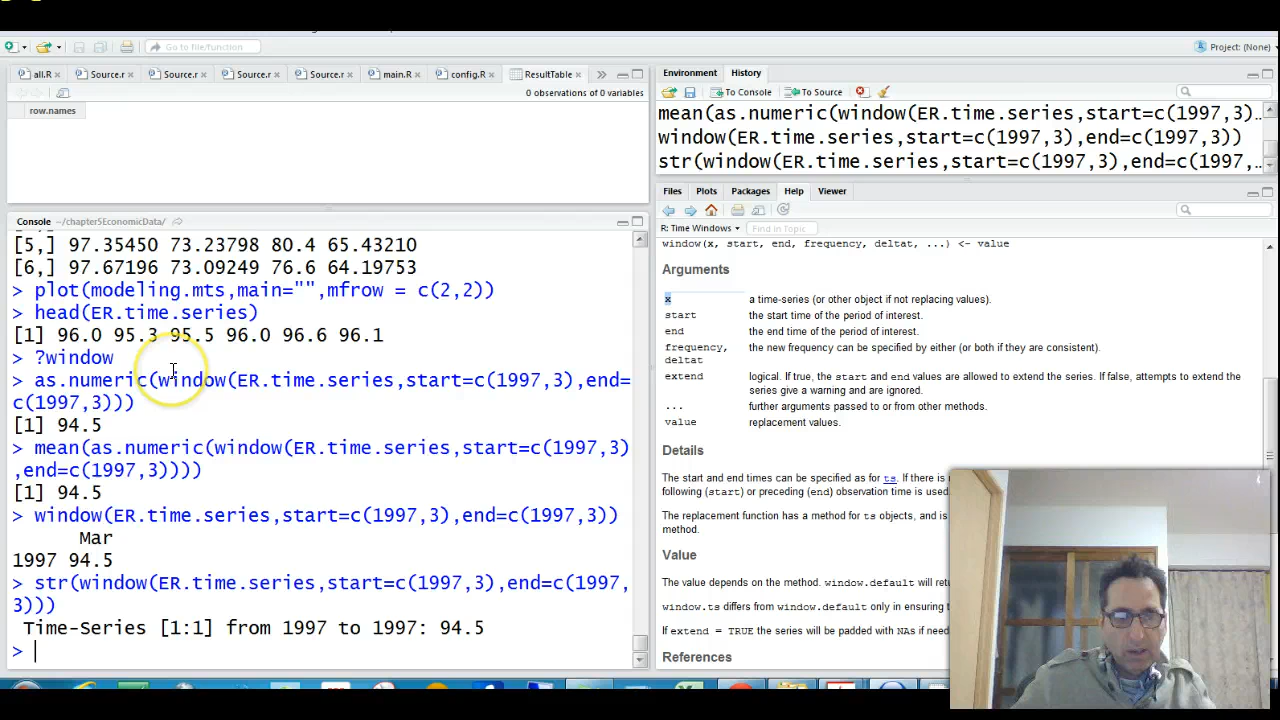 Go to file/function
Project: (None)
all.R
Source.r
Source.r
Source.r
Source.r
main.R
config.R
ResultTable
0 observations of 0 variables
row.names
Console ~/chapter5EconomicData/
[5,] 97.35450 73.23798 80.4 65.43210
[6,] 97.67196 73.09249 76.6 64.19753
> plot(modeling.mts,main="",mfrow = c(2,2))
> head(ER.time.series)
[1] 96.0 95.3 95.5 96.0 96.6 96.1
> ?window
> as.numeric(window(ER.time.series,start=c(1997,3),end=
c(1997,3)))
[1] 94.5
> mean(as.numeric(window(ER.time.series,start=c(1997,3)
,end=c(1997,3))))
[1] 94.5
> window(ER.time.series,start=c(1997,3),end=c(1997,3))
Mar
1997 94.5
> str(window(ER.time.series,start=c(1997,3),end=c(1997,
3)))
Time-Series [1:1] from 1997 to 1997: 94.5
>
Environment History
To Console To Source
mean(as.numeric(window(ER.time.series,start=c(1997,3)…
window(ER.time.series,start=c(1997,3),end=c(1997,3))
str(window(ER.time.series,start=c(1997,3),end=c(1997,…
Files Plots Packages Help Viewer
R: Time Windows Find in Topic
window(x, start, end, frequency, deltat, ...) <- value
Arguments
x a time-series (or other object if not replacing values).
start the start time of the period of interest.
end the end time of the period of interest.
frequency, the new frequency can be specified by either (or both if they are consistent).
deltat
extend logical. If true, the start and end values are allowed to extend the series. If false, attempts to extend the
series give a warning and are ignored.
... further arguments passed to or from other methods.
value replacement values.
Details
The start and end times can be specified as for ts. If there is
following (start) or preceding (end) observation time is used
The replacement function has a method for ts objects, and is
method.
Value
The value depends on the method. window.default will
window.ts differs from window.default only in ensuring
If extend = TRUE the series will be padded with NAs if
References